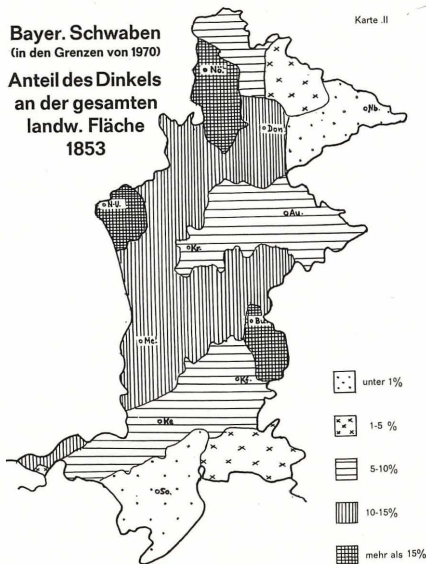 Bayer. Schwaben
(in den Grenzen von 1970)
Anteil des Dinkels
an der gesamten
landw. Fläche
1853
Karte .II
Nö.
Nb.
Don.
N-U.
Au.
Kr.
Bu.
Me.
Kf.
Ke
So.
unter 1%
1-5 %
5-10%
10-15%
mehr als 15%